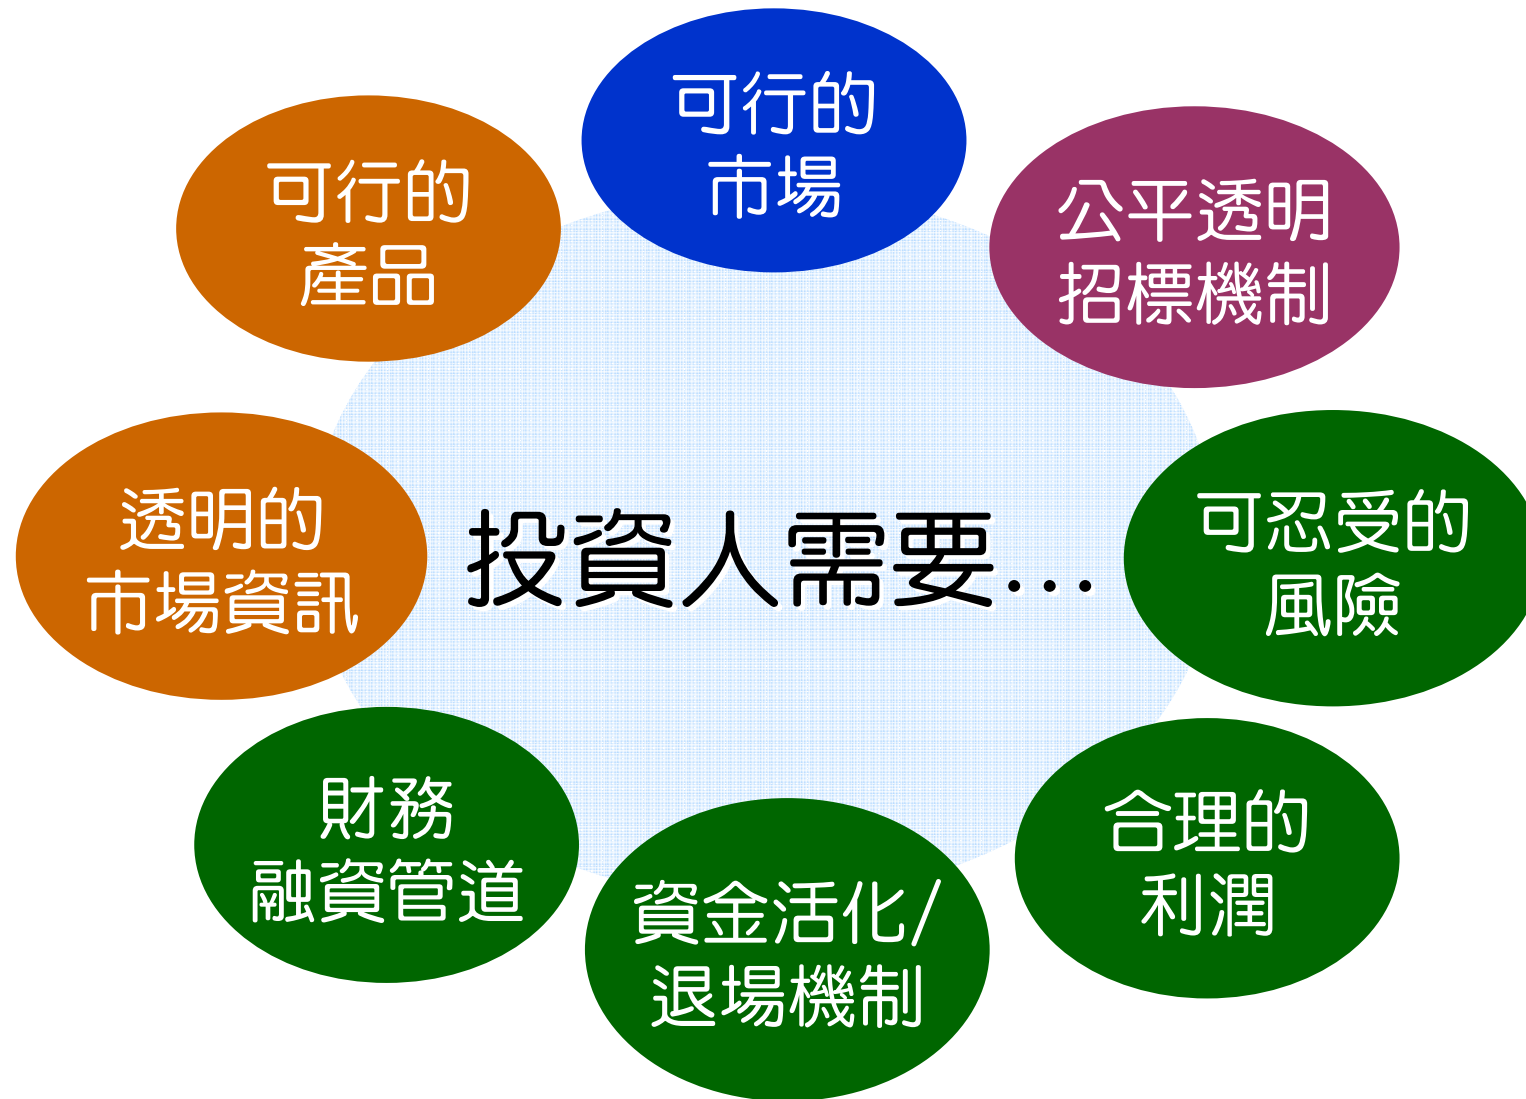 可行的
市場
可行的
產品
公平透明
招標機制
透明的
市場資訊
投資人需要...
可忍受的
風險
財務
融資管道
合理的
利潤
資金活化/
退場機制